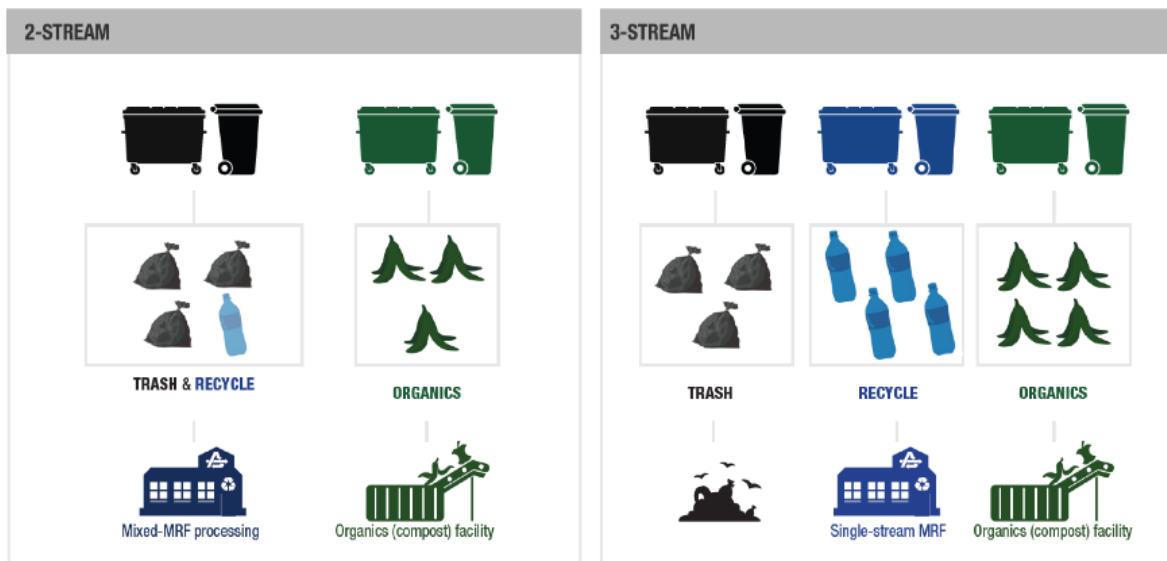 2-STREAM
TRASH & RECYCLE
ORGANICS
Mixed-MRF processing
Organics (compost) facility
3-STREAM
TRASH
RECYCLE
ORGANICS
Single-stream MRF
Organics (compost) facility